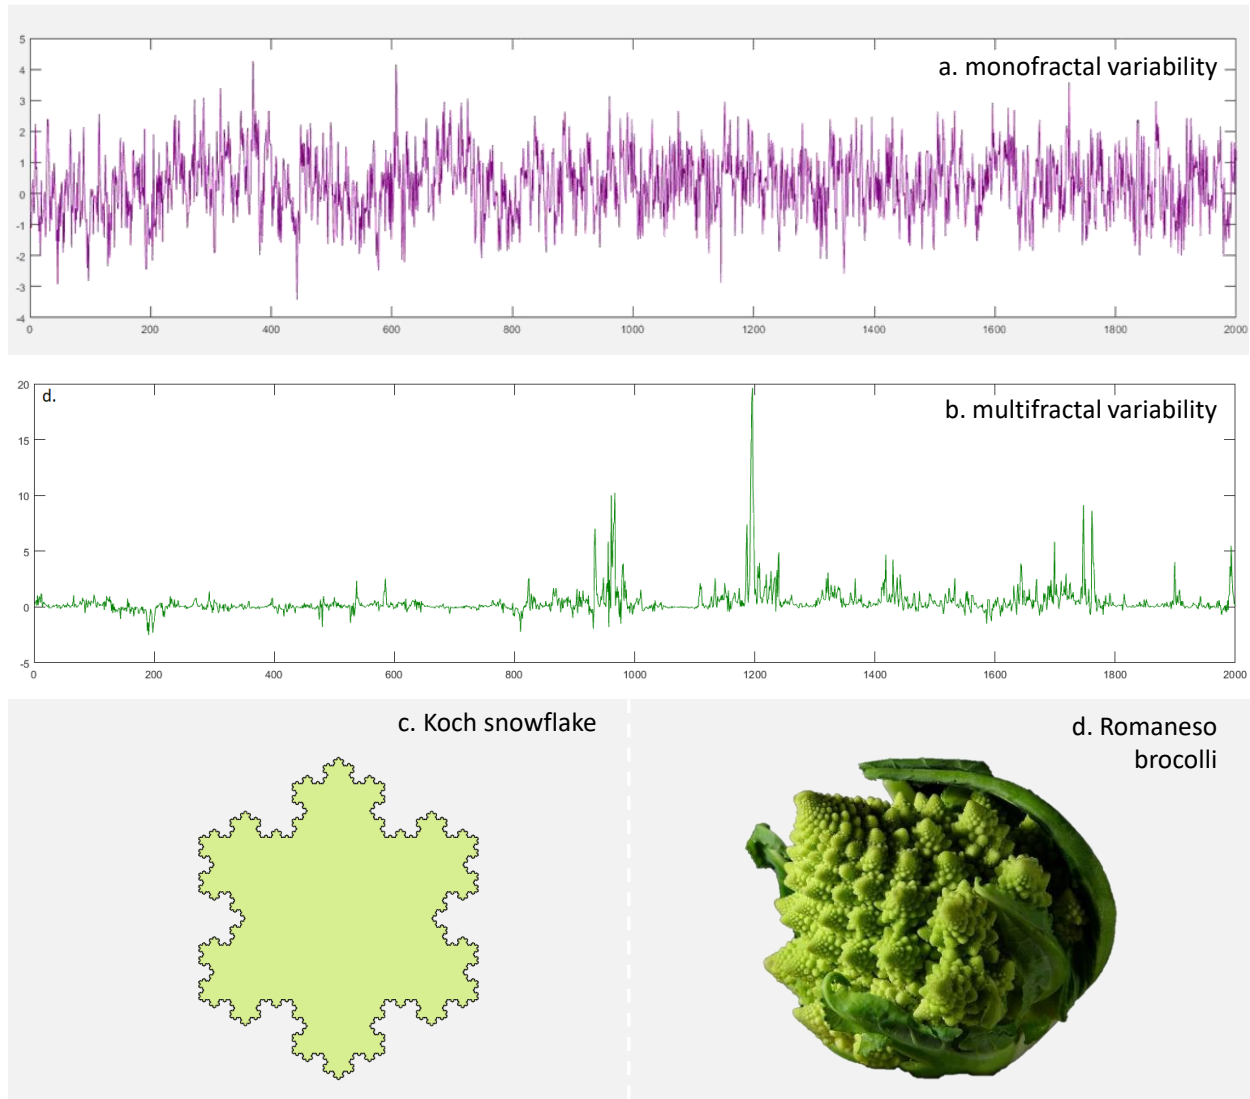 a. monofractal variability
5
4
3
2
1
0
-1
-2
-3
-4
0 200 400 600 800 1000 1200 1400 1600 1800 2000
d.
b. multifractal variability
20
15
10
5
0
-5
0 200 400 600 800 1000 1200 1400 1600 1800 2000
c. Koch snowflake
d. Romaneso
brocolli